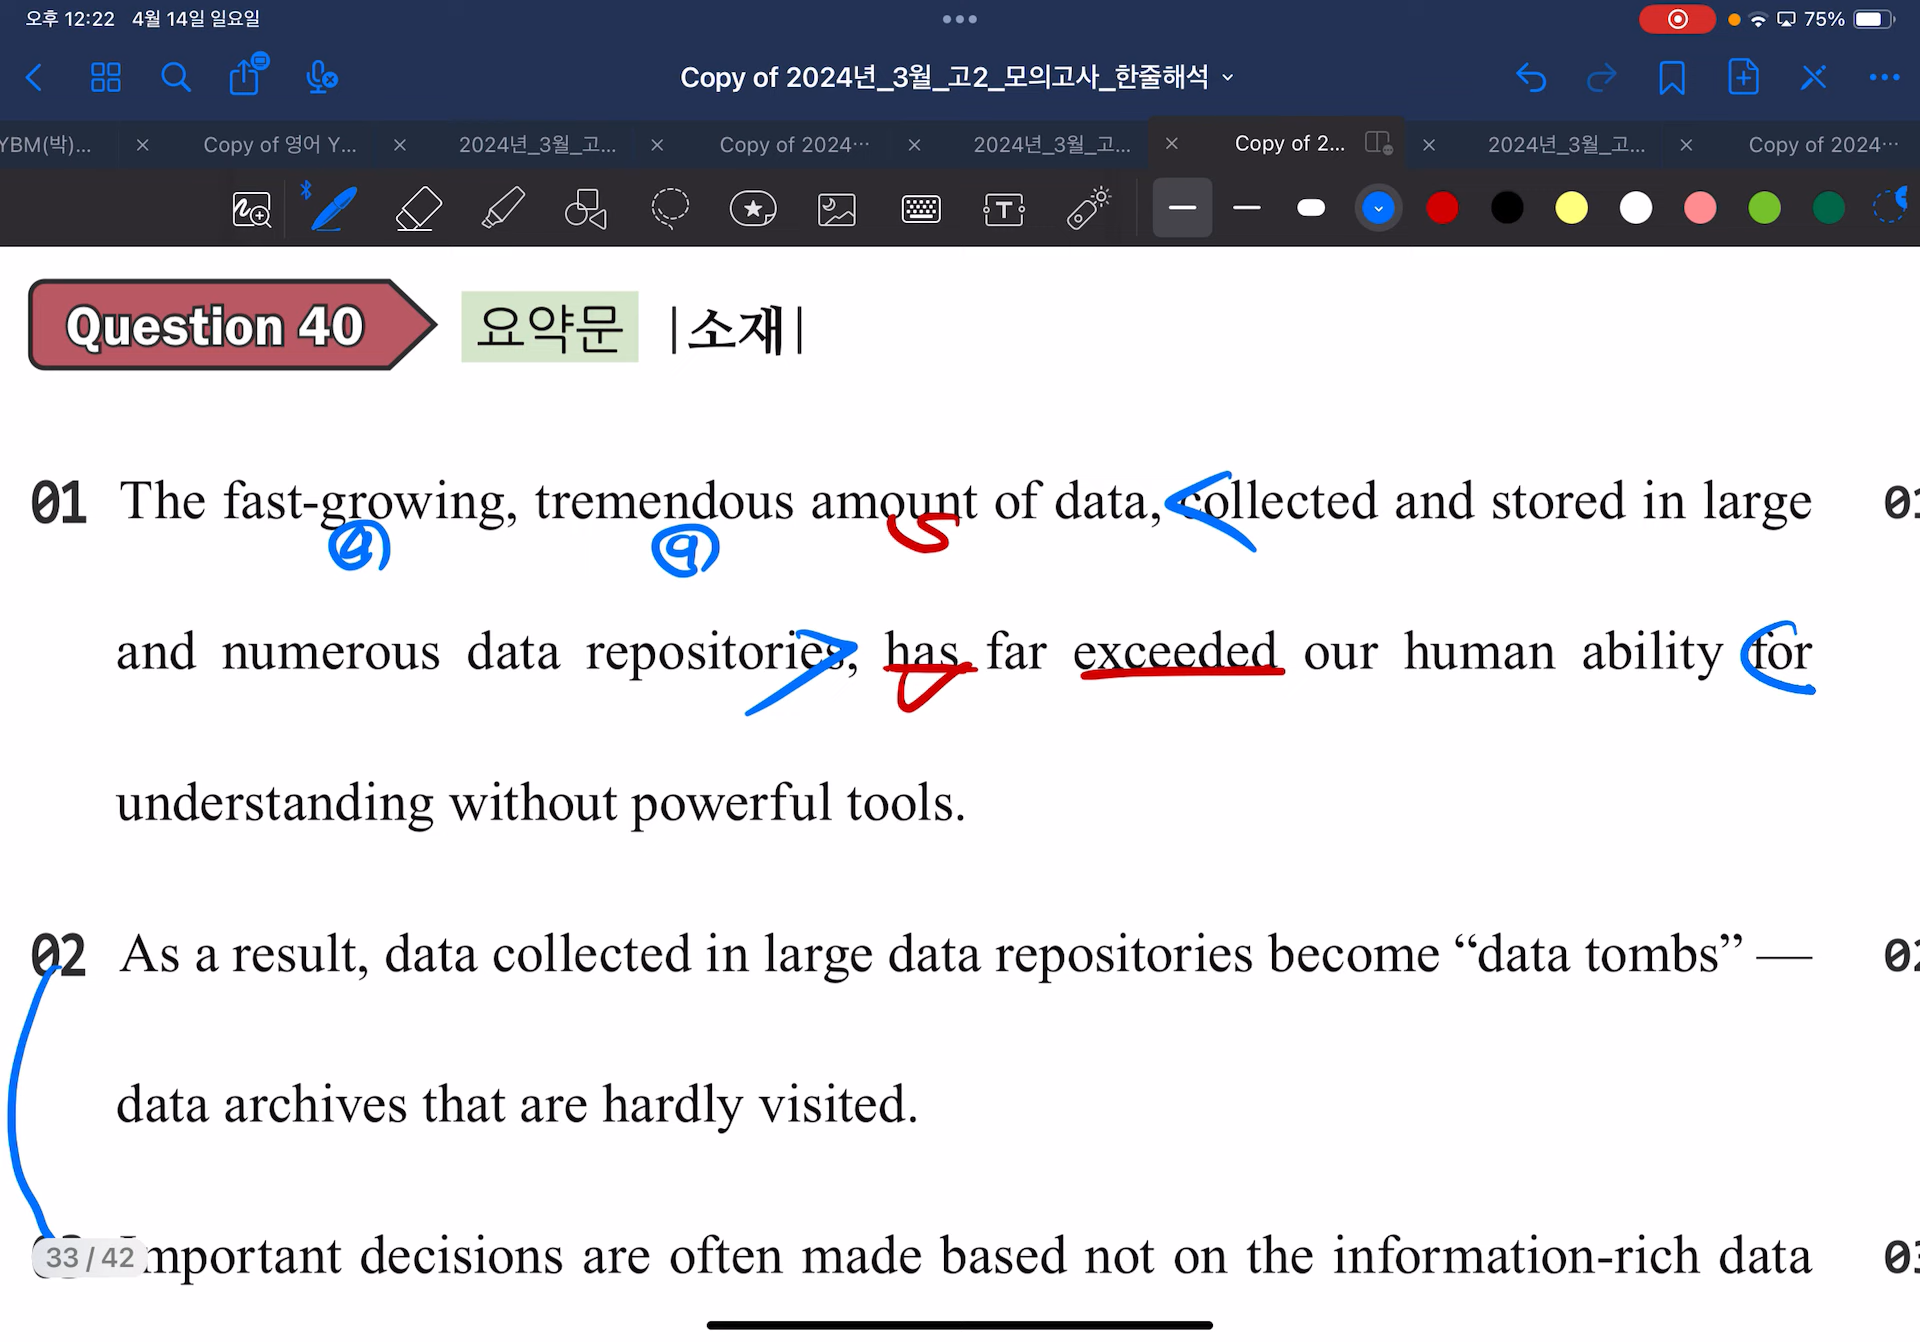 오후 12:22 4월 14일 일요일
75%
Copy of 2024년_3월_고2_모의고사_한줄해석
YBM(박)...
Copy of 영어 Y...
2024년_3월_고...
Copy of 2024...
2024년_3월_고...
Copy of 2...
2024년_3월_고...
Copy of 2024...
Question 40
요약문 |소재|
01 The fast-growing, tremendous amount of data, collected and stored in large
ⓐ ⓐ S
and numerous data repositories, has far exceeded our human ability for
V
understanding without powerful tools.
02 As a result, data collected in large data repositories become “data tombs” —
data archives that are hardly visited.
Important decisions are often made based not on the information-rich data
33 / 42